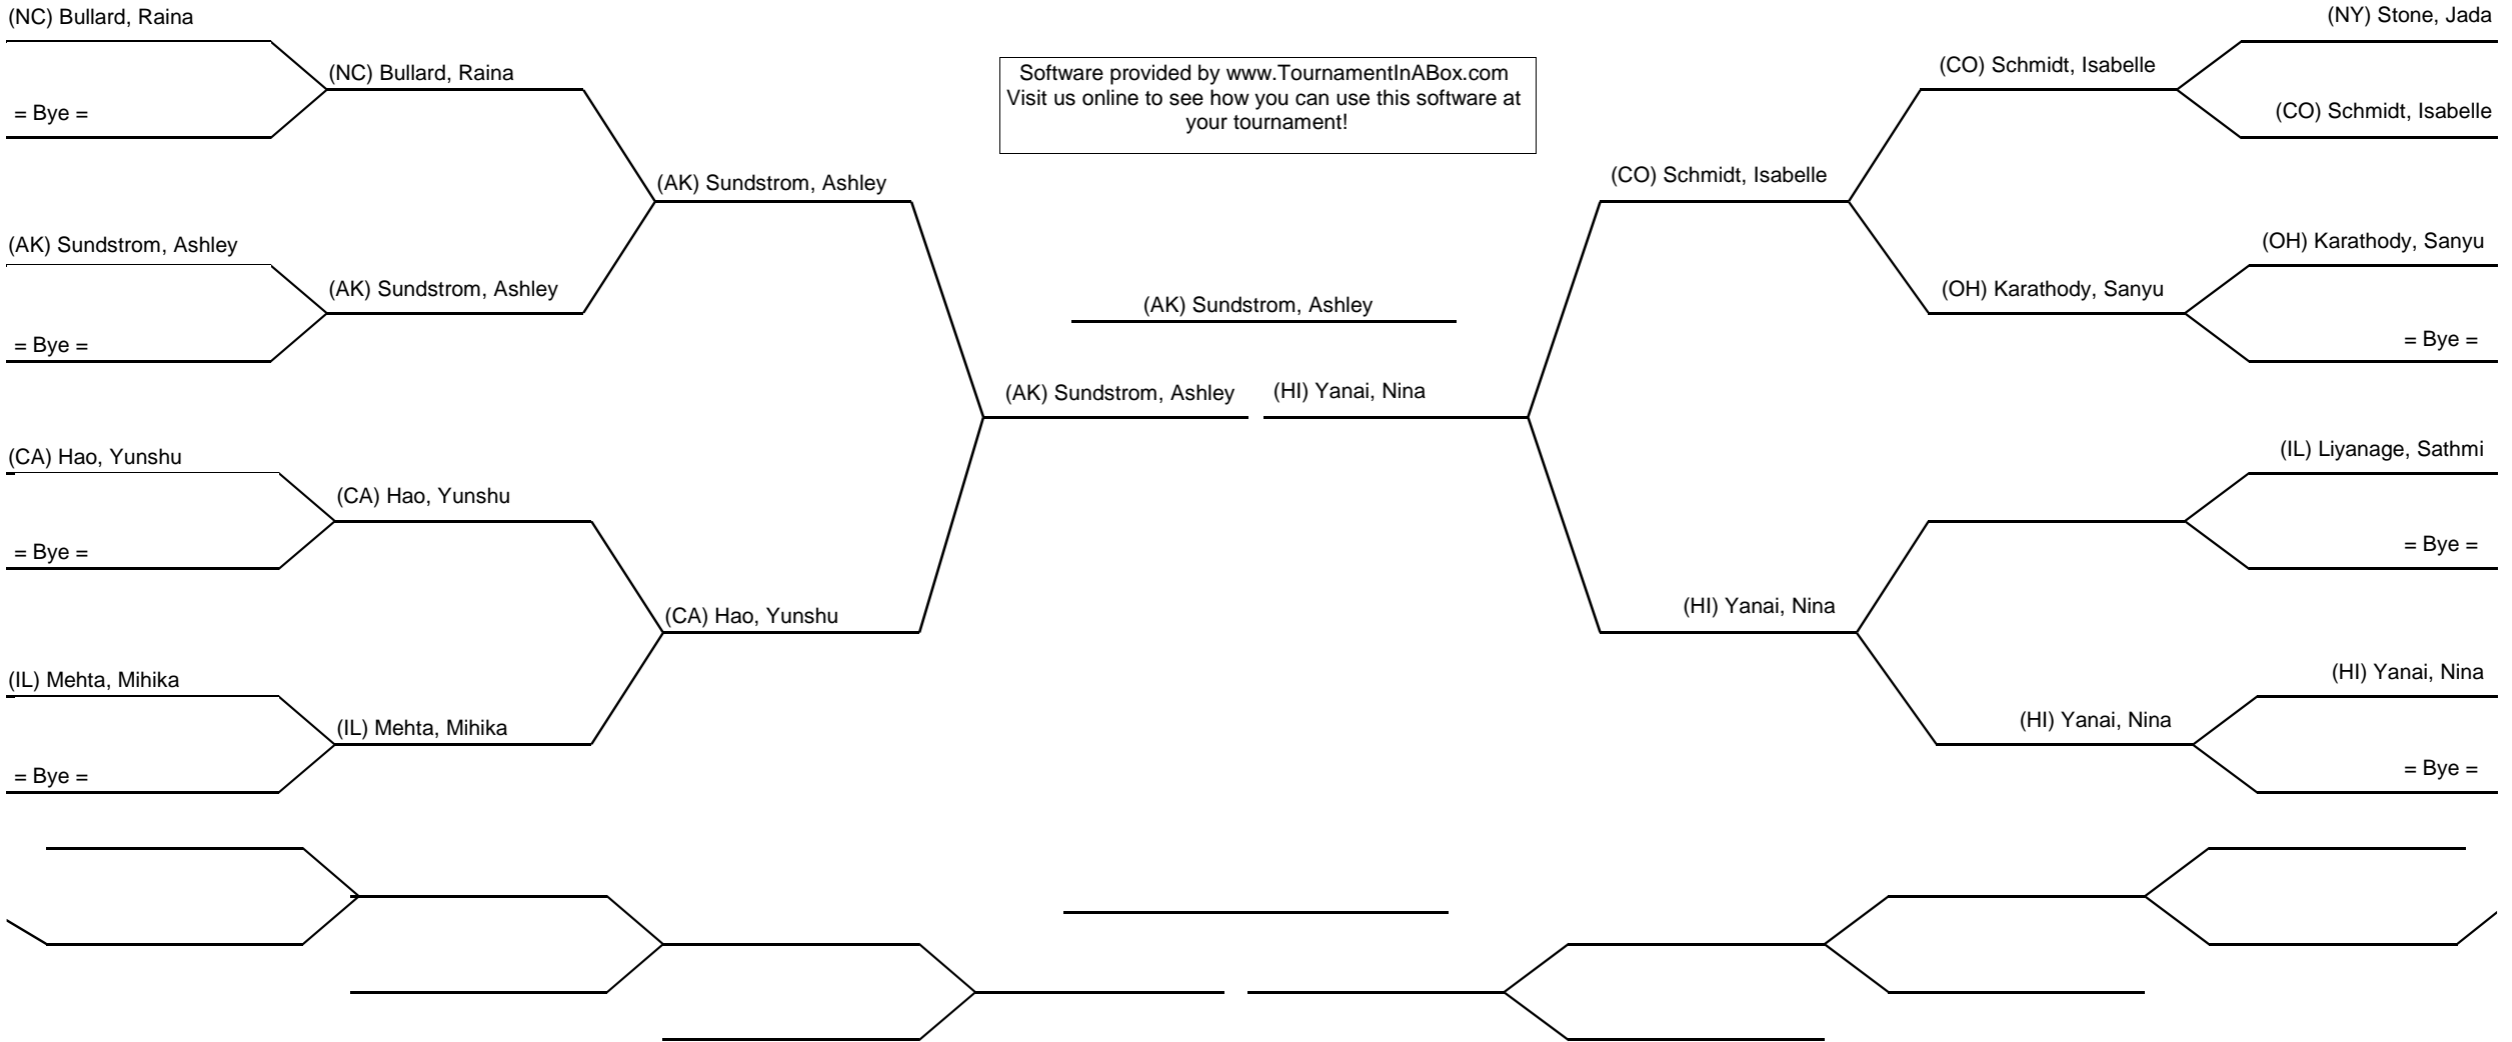 (NC) Bullard, Raina
(NY) Stone, Jada
(NC) Bullard, Raina
Software provided by www.TournamentInABox.com
Visit us online to see how you can use this software at
your tournament!
(CO) Schmidt, Isabelle
= Bye =
(CO) Schmidt, Isabelle
(AK) Sundstrom, Ashley
(CO) Schmidt, Isabelle
(AK) Sundstrom, Ashley
(OH) Karathody, Sanyu
(AK) Sundstrom, Ashley
(AK) Sundstrom, Ashley
(OH) Karathody, Sanyu
= Bye =
= Bye =
(AK) Sundstrom, Ashley
(HI) Yanai, Nina
(CA) Hao, Yunshu
(IL) Liyanage, Sathmi
(CA) Hao, Yunshu
= Bye =
= Bye =
(CA) Hao, Yunshu
(HI) Yanai, Nina
(IL) Mehta, Mihika
(HI) Yanai, Nina
(IL) Mehta, Mihika
(HI) Yanai, Nina
= Bye =
= Bye =